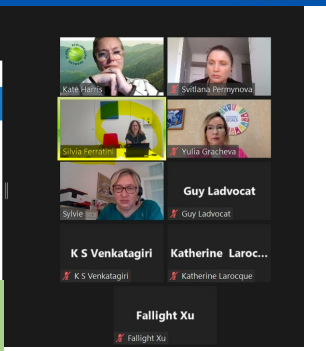 Kate Harris
Svitlana Permynova
Silvia Ferratini
Yulia Gracheva
Sylvie
Guy Ladvocat
Guy Ladvocat
K S Venkatagiri
K S Venkatagiri
Katherine Laroc...
Katherine Larocque
Fallight Xu
Fallight Xu